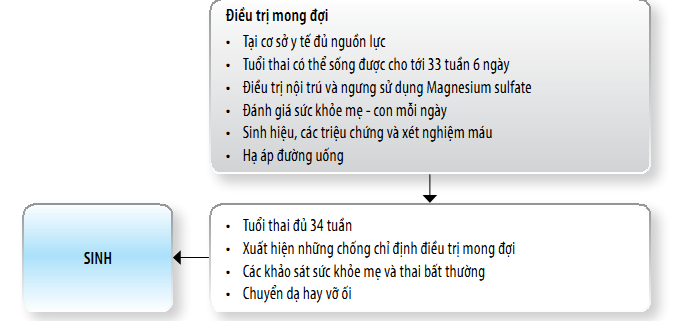 Điều trị mong đợi
• Tại cơ sở y tế đủ nguồn lực
• Tuổi thai có thể sống được cho tới 33 tuần 6 ngày
• Điều trị nội trú và ngưng sử dụng Magnesium sulfate
• Đánh giá sức khỏe mẹ - con mỗi ngày
• Sinh hiệu, các triệu chứng và xét nghiệm máu
• Hạ áp đường uống
• Tuổi thai đủ 34 tuần
• Xuất hiện những chống chỉ định điều trị mong đợi
• Các khảo sát sức khỏe mẹ và thai bất thường
• Chuyển dạ hay vỡ ối
SINH